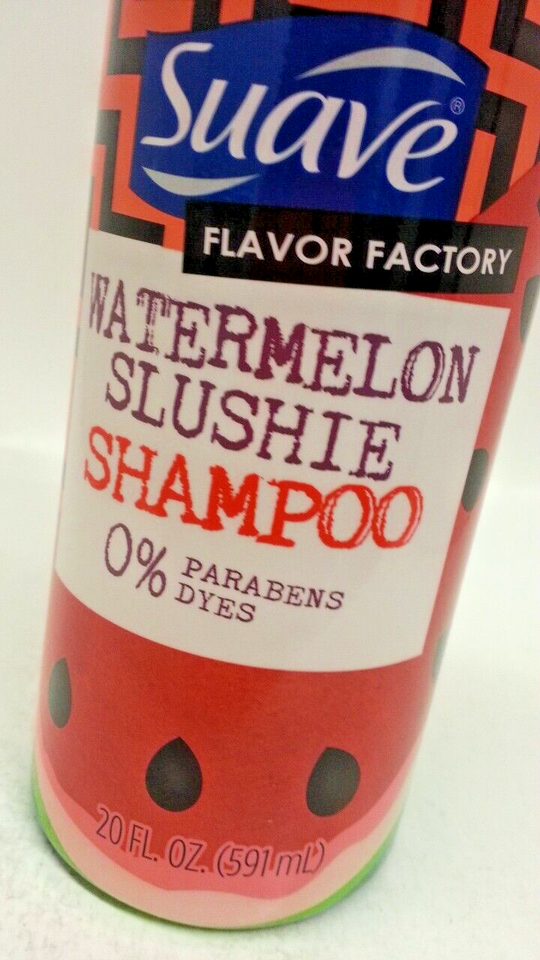 Suave®
FLAVOR FACTORY
WATERMELON
SLUSHIE
SHAMPOO
0% PARABENS
DYES
20 FL. OZ. (591 mL)